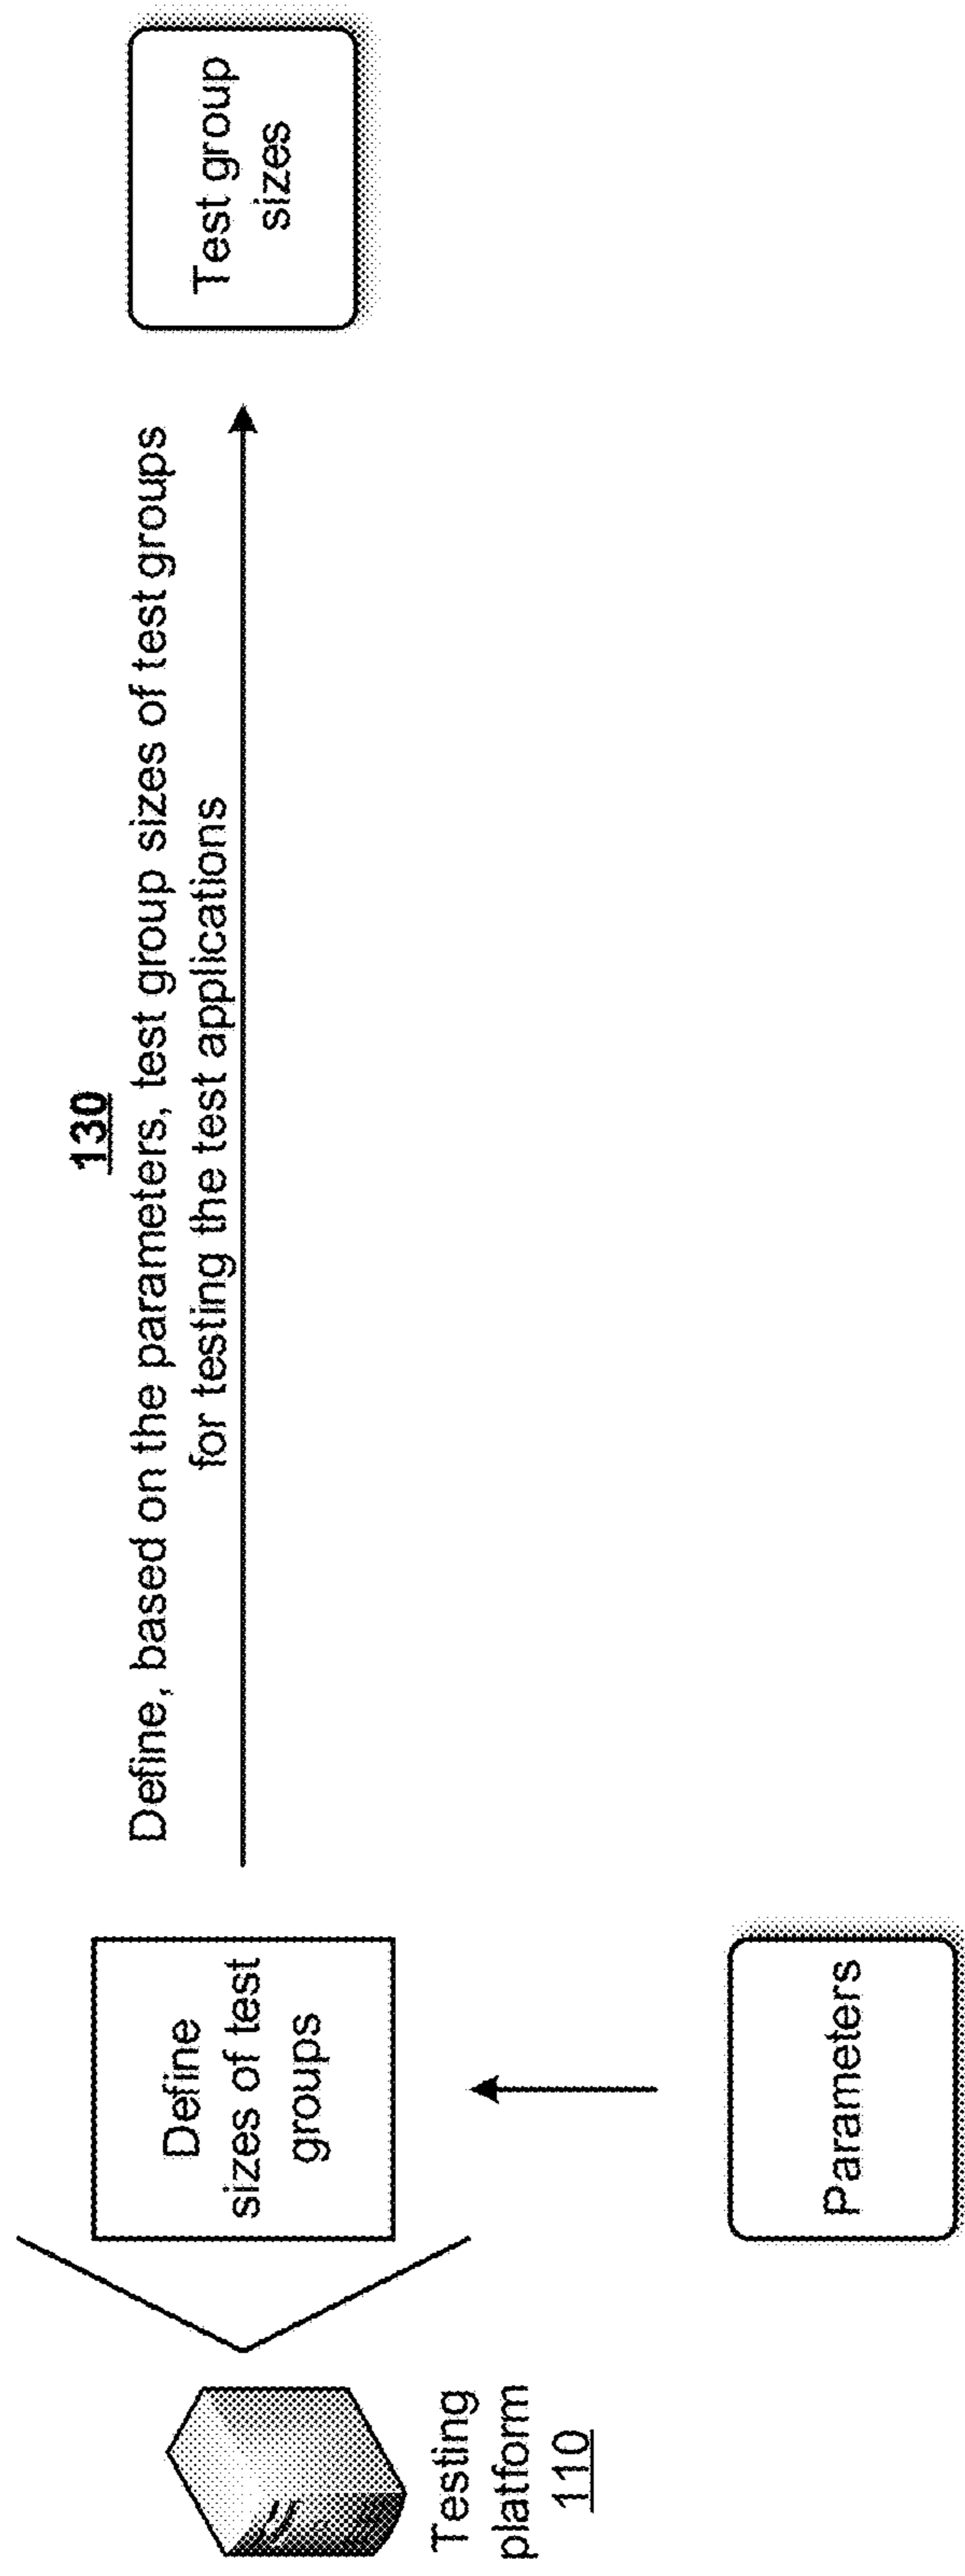 130
Define, based on the parameters, test group sizes of test groups
for testing the test applications
Testing
platform
110
Define
sizes of test
groups
Test group
sizes
Parameters